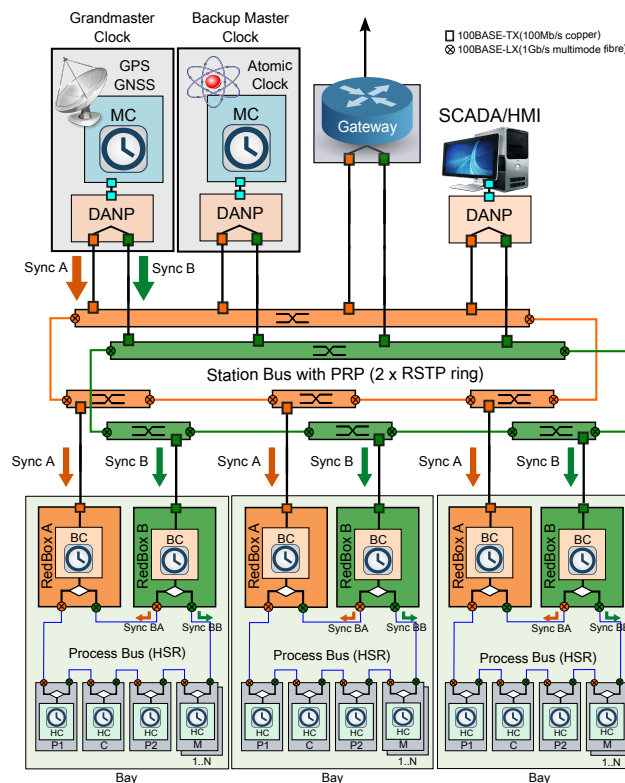 Grandmaster
Clock
Backup Master
Clock
100BASE-TX(100Mb/s copper)
100BASE-LX(1Gb/s multimode fibre)
GPS
GNSS
MC
DANP
Atomic
Clock
MC
DANP
Gateway
SCADA/HMI
DANP
Sync A
Sync B
Station Bus with PRP (2 x RSTP ring)
Sync A
Sync B
Sync A
Sync B
Sync A
Sync B
RedBox A
BC
RedBox B
BC
RedBox A
BC
RedBox B
BC
RedBox A
BC
RedBox B
BC
Sync BA
Sync BB
Sync BA
Sync BB
Sync BA
Sync BB
Process Bus (HSR)
Process Bus (HSR)
Process Bus (HSR)
HC
P1
HC
C
HC
P2
HC
M
1..N
HC
P1
HC
C
HC
P2
HC
M
1..N
HC
P1
HC
C
HC
P2
HC
M
1..N
Bay
Bay
Bay